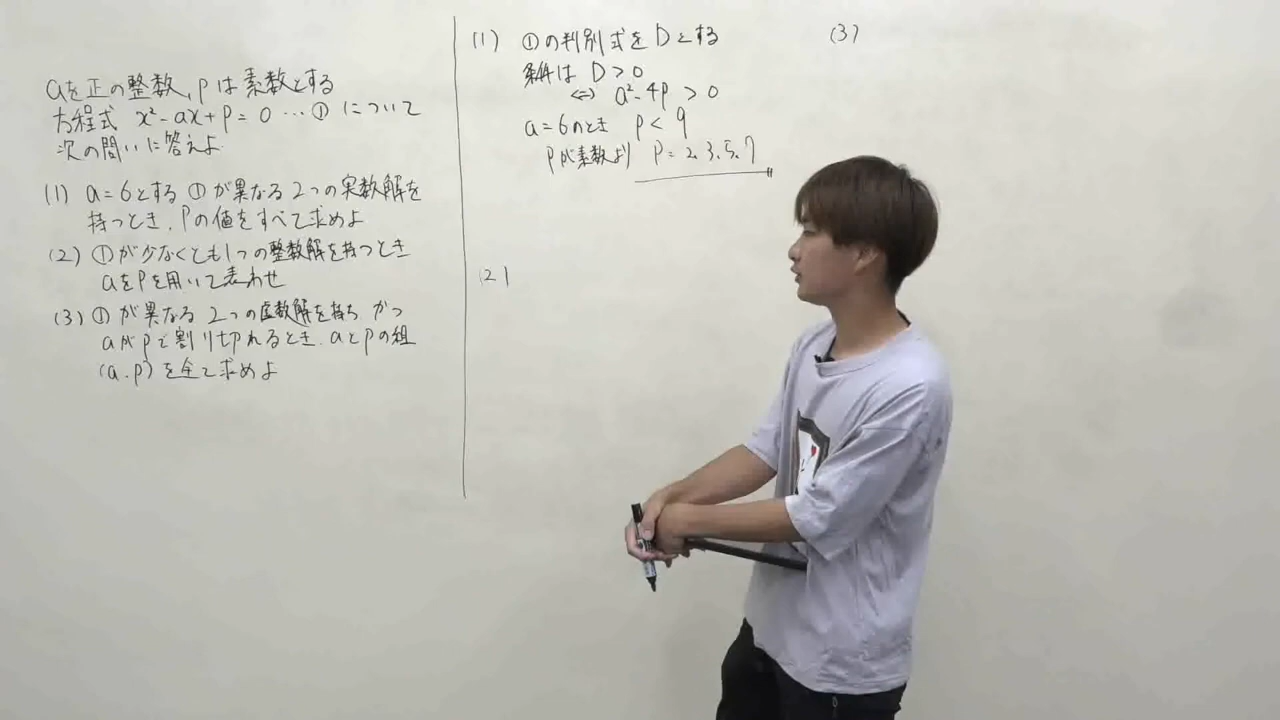 aを正の整数,pは素数とする
方程式 x²-ax+p=0 …① について
次の問いに答えよ
(1) a=6とする ①が異なる2つの実数解を
持つとき,Pの値をすべて求めよ
(2) ①が少なくとも1つの整数解を持つとき
aをPを用いて表わせ
(3) ①が異なる 2つの虚数解を持ち かつ
aがpで割り切れるとき,aとpの組
(a.p)を全て求めよ
(1) ①の判別式をDとする
条件は D>0
⇔ a²-4p>0
a=6のとき p<9
Pが素数より P=2.3.5.7
(2)
(3)